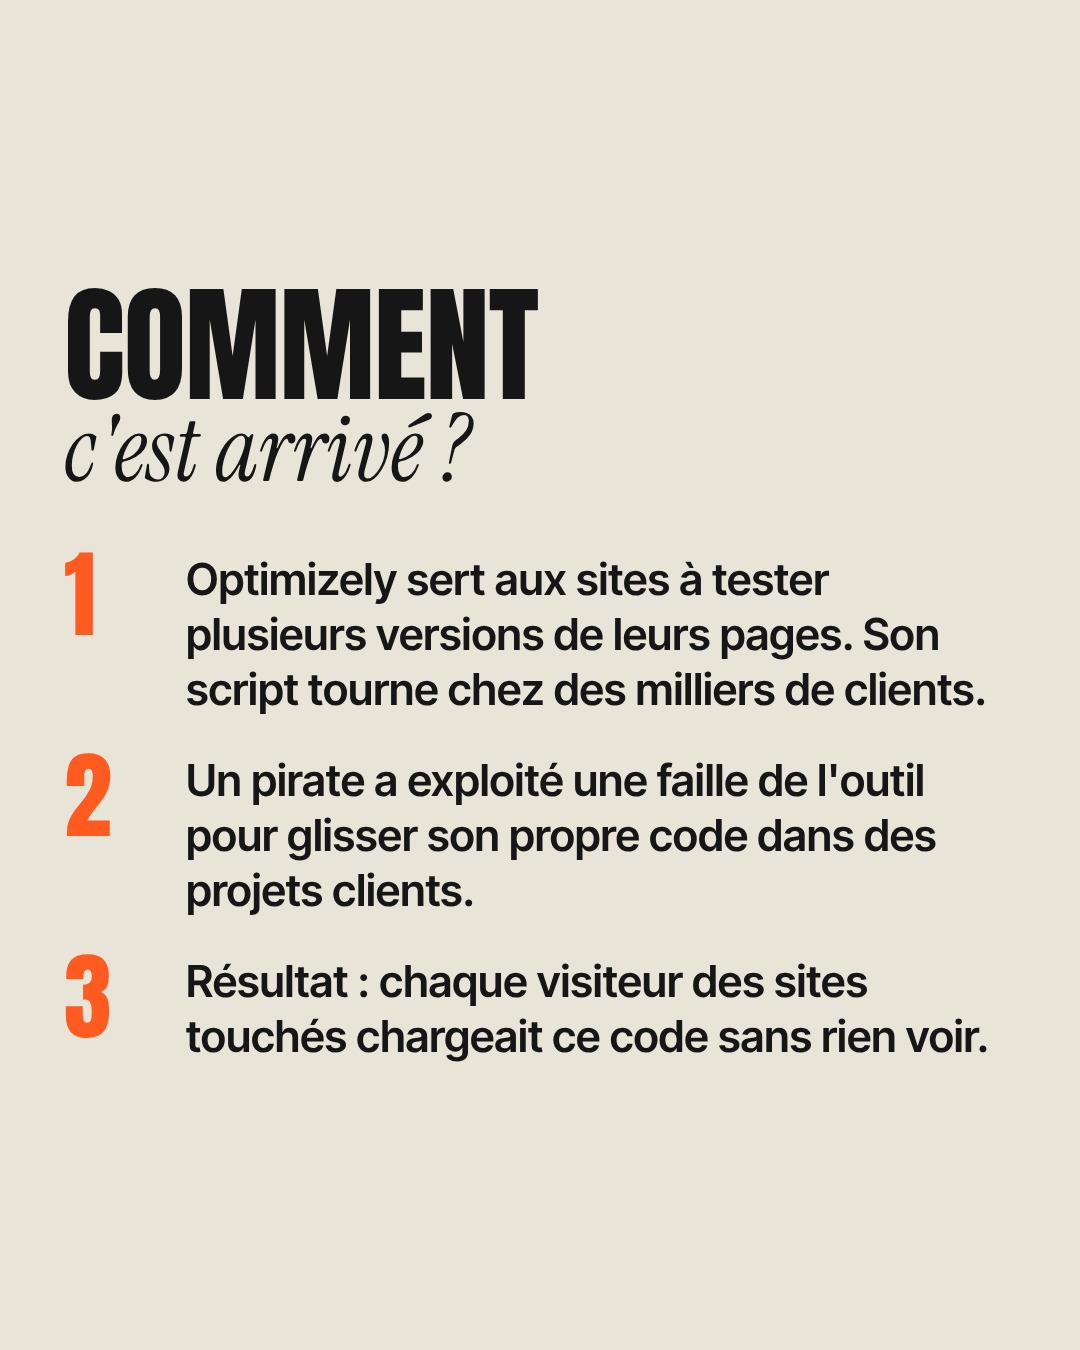 COMMENT
c'est arrivé ?
1
Optimizely sert aux sites à tester
plusieurs versions de leurs pages. Son
script tourne chez des milliers de clients.
2
Un pirate a exploité une faille de l'outil
pour glisser son propre code dans des
projets clients.
3
Résultat : chaque visiteur des sites
touchés chargeait ce code sans rien voir.